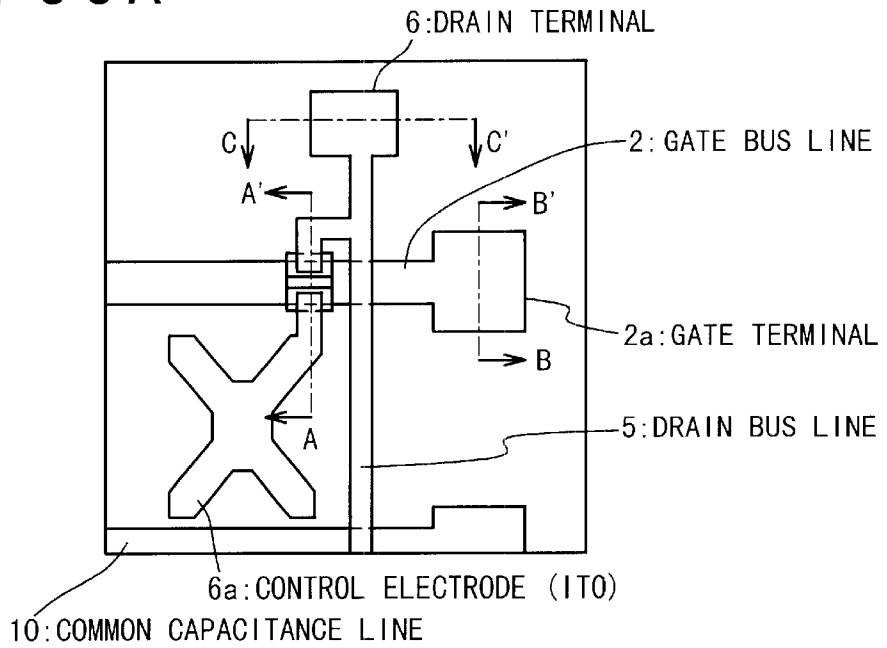 6:DRAIN TERMINAL
C C'
2:GATE BUS LINE
A' B'
2a:GATE TERMINAL
B
A
5:DRAIN BUS LINE
6a:CONTROL ELECTRODE (ITO)
10:COMMON CAPACITANCE LINE